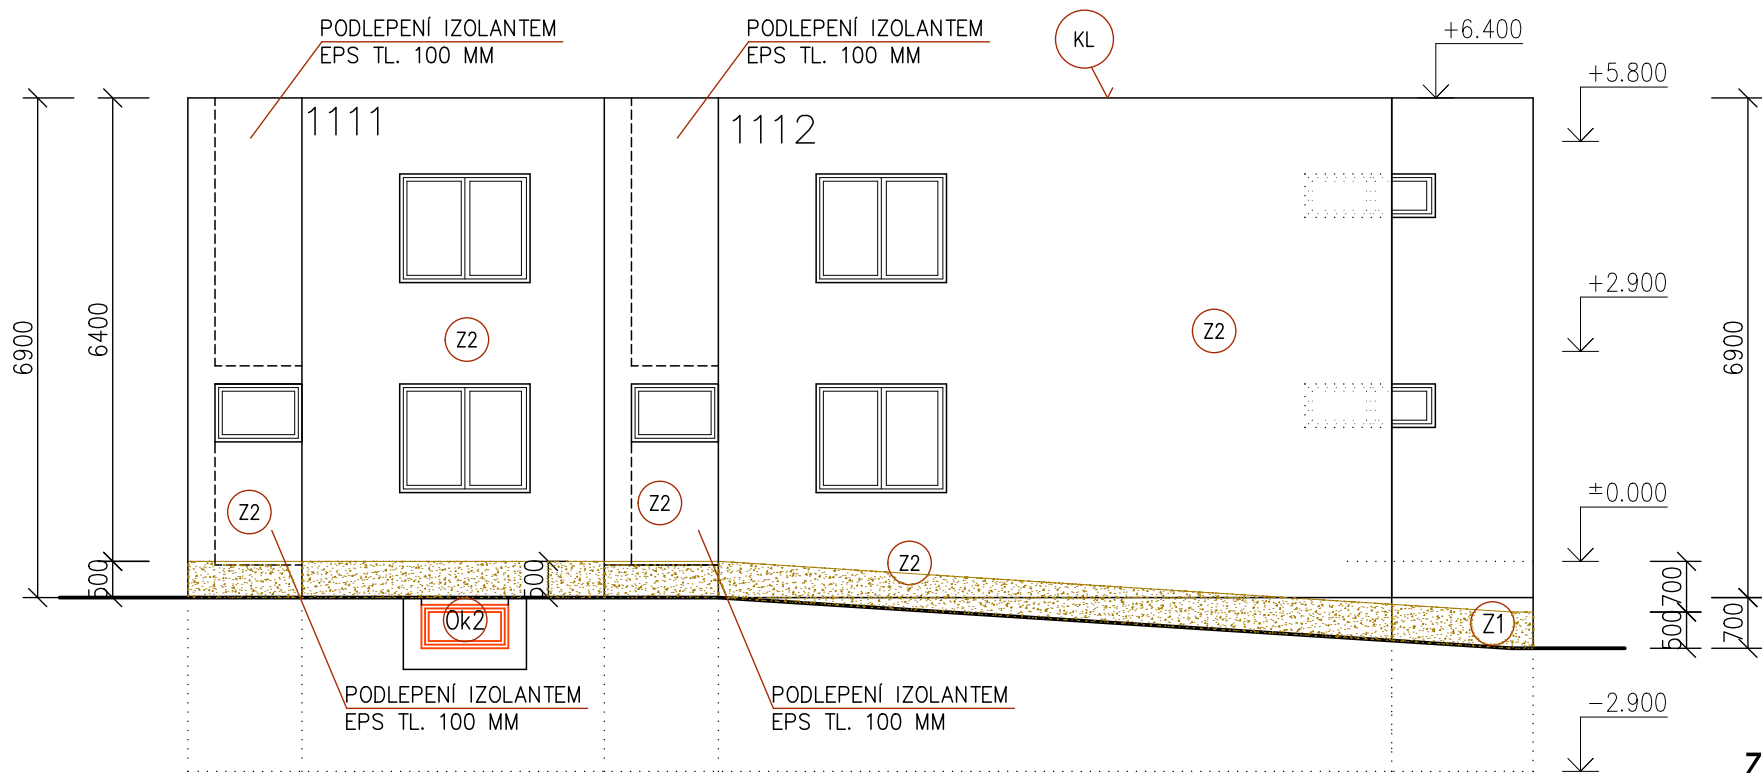 PODLEPENÍ IZOLANTEM
EPS TL. 100 MM
PODLEPENÍ IZOLANTEM
EPS TL. 100 MM
KL
+6.400
+5.800
1111
1112
+2.900
6900
6400
Z2
Z2
6900
±0.000
Z2
Z2
Z2
500
500
700
500
700
Ok2
Z1
PODLEPENÍ IZOLANTEM
EPS TL. 100 MM
PODLEPENÍ IZOLANTEM
EPS TL. 100 MM
-2.900